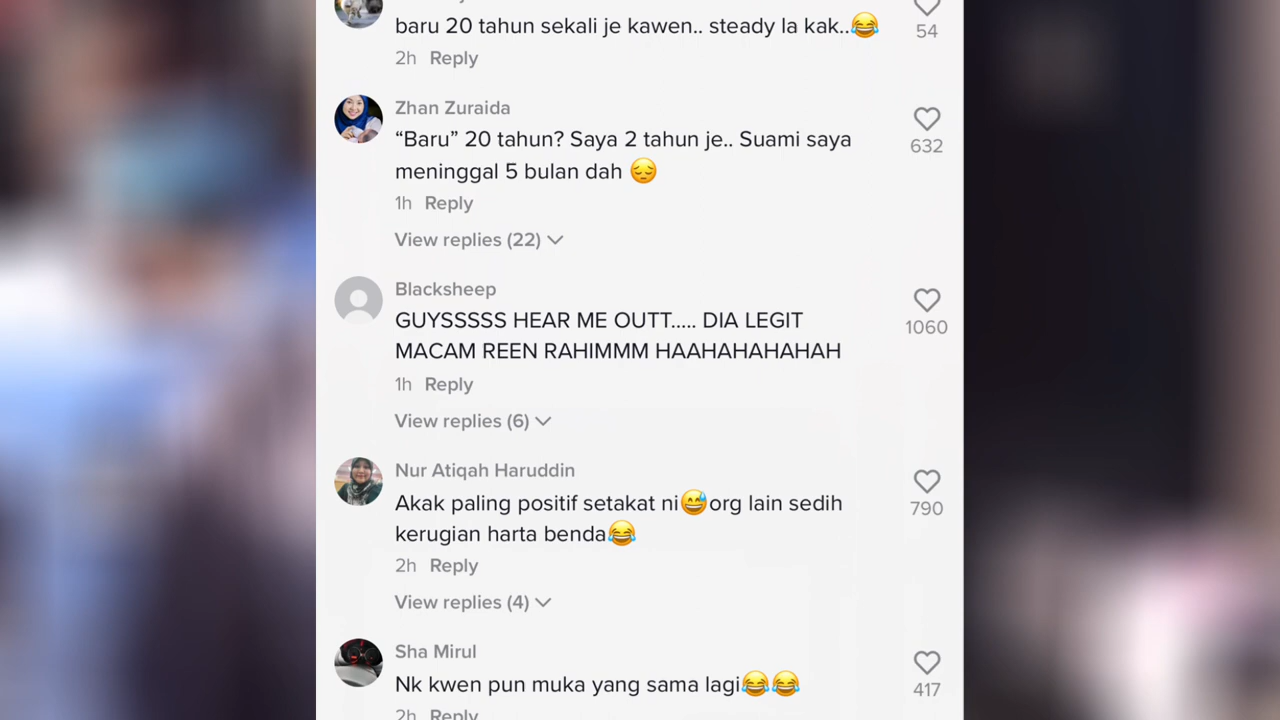 baru 20 tahun sekali je kawen.. steady la kak..😂
54
2h Reply
Zhan Zuraida
“Baru” 20 tahun? Saya 2 tahun je.. Suami saya
meninggal 5 bulan dah 😔
632
1h Reply
View replies (22)
Blacksheep
GUYSSSSS HEAR ME OUTT..... DIA LEGIT
MACAM REEN RAHIMMM HAAHAHAHAHAH
1060
1h Reply
View replies (6)
Nur Atiqah Haruddin
Akak paling positif setakat ni😅org lain sedih
kerugian harta benda😂
790
2h Reply
View replies (4)
Sha Mirul
Nk kwen pun muka yang sama lagi😂😂
417
2h Reply